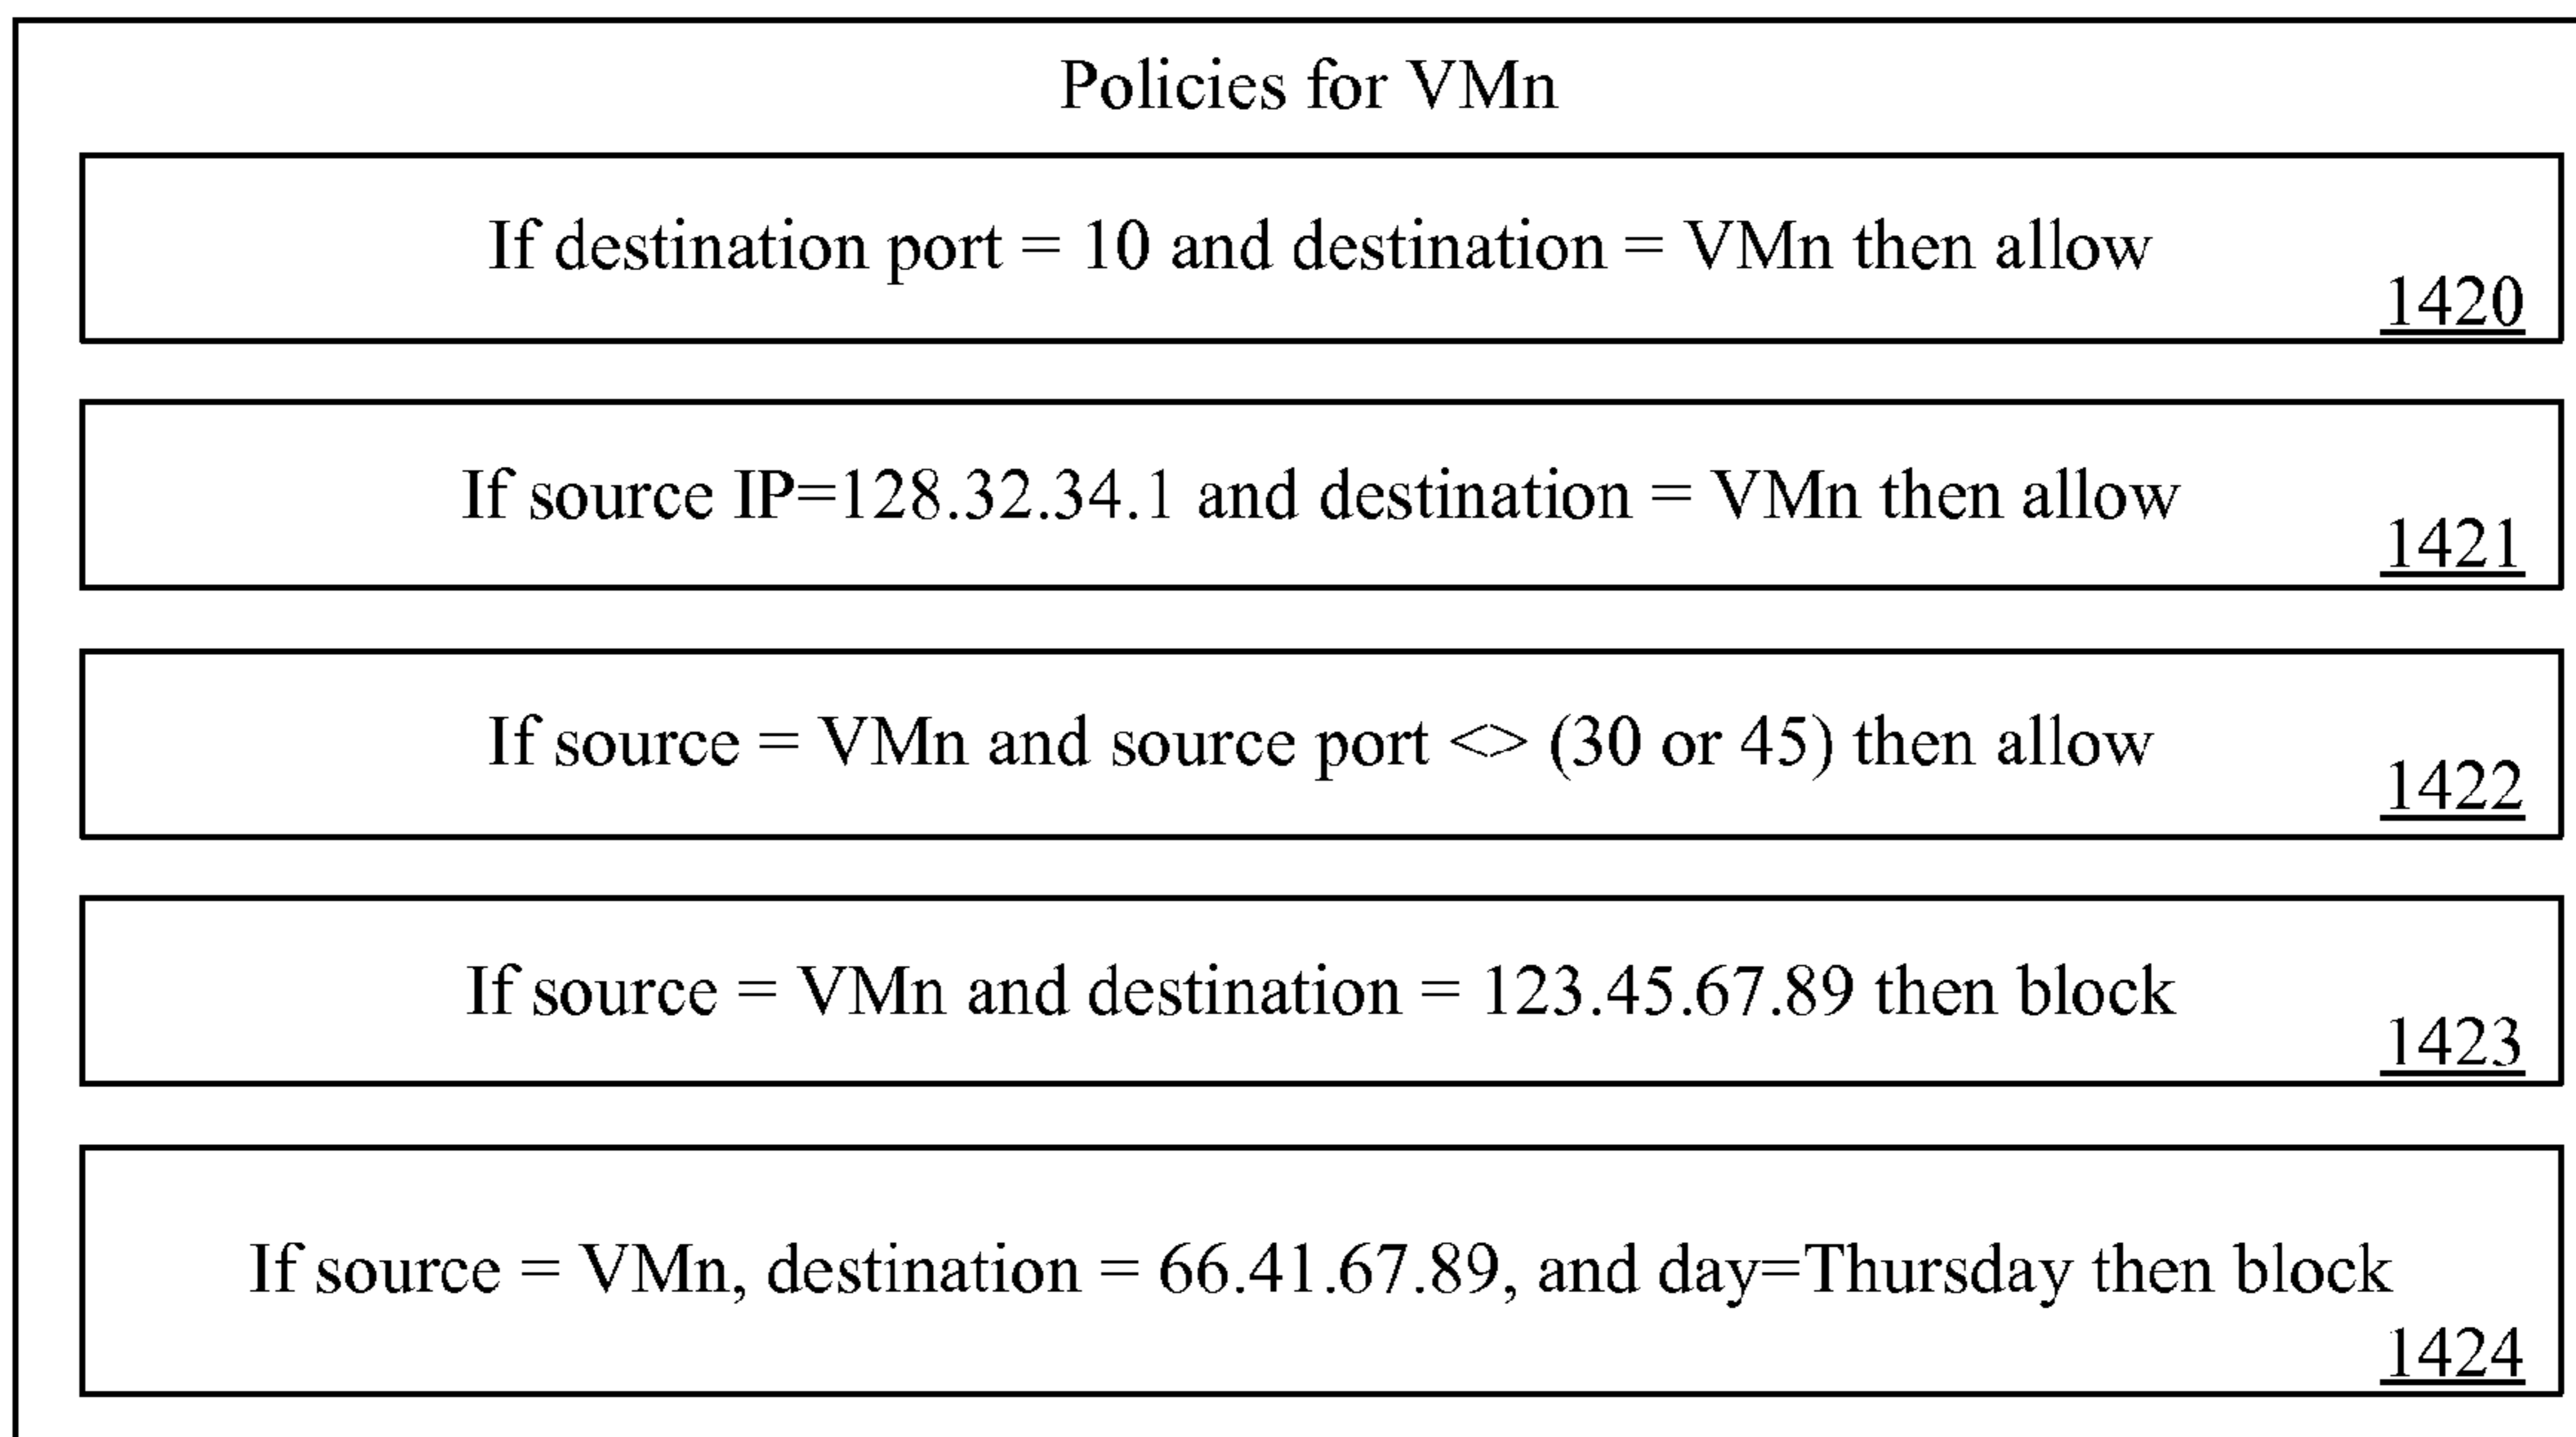 Policies for VMn
If destination port = 10 and destination = VMn then allow
1420
If source IP=128.32.34.1 and destination = VMn then allow
1421
If source = VMn and source port <> (30 or 45) then allow
1422
If source = VMn and destination = 123.45.67.89 then block
1423
If source = VMn, destination = 66.41.67.89, and day=Thursday then block
1424